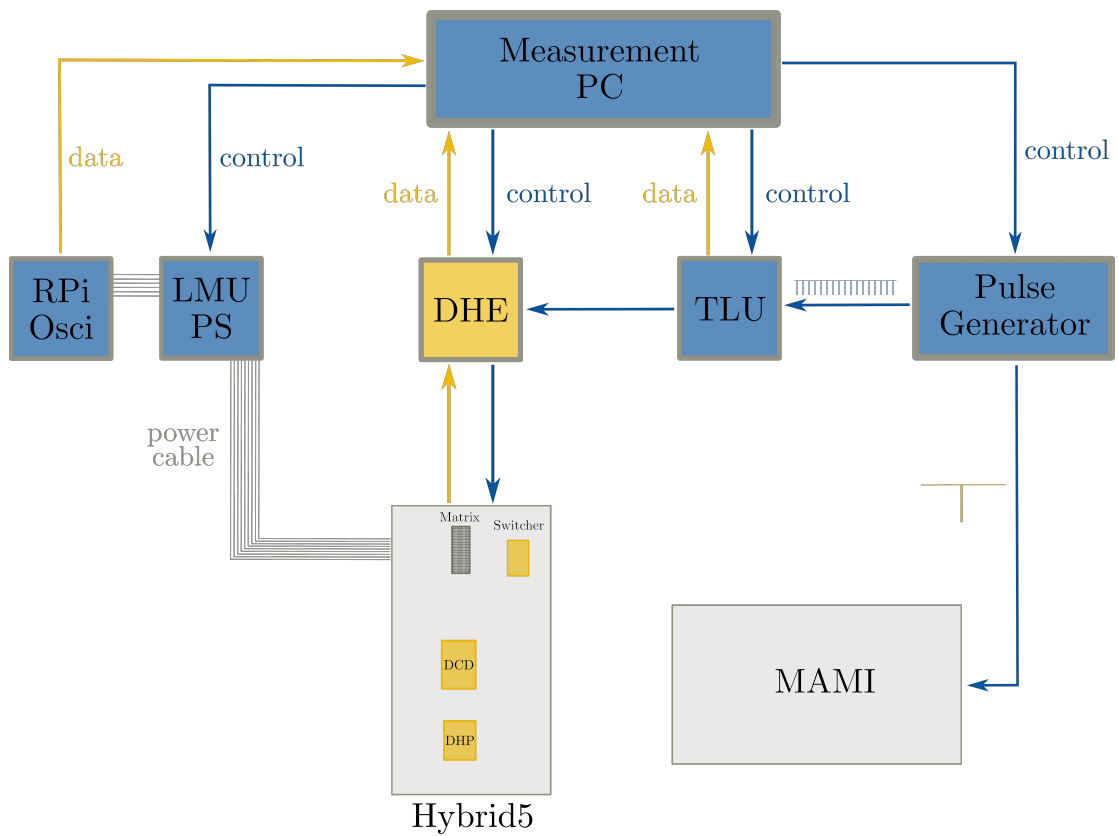 Measurement
PC
data
control
data
control
data
control
control
RPi
Osci
LMU
PS
DHE
TLU
Pulse
Generator
power
cable
Matrix
Switcher
DCD
DHP
MAMI
Hybrid5